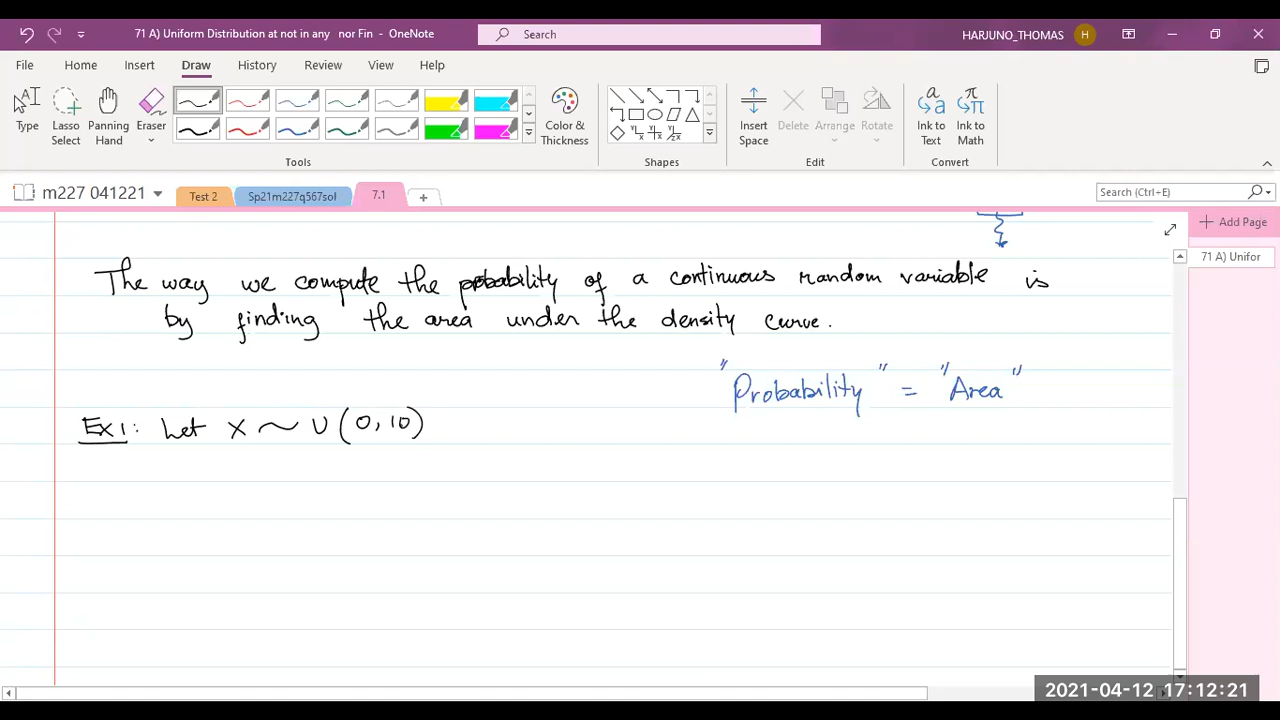 71 A) Uniform Distribution at not in any nor Fin - OneNote
Search
HARJUNO_THOMAS
H
File Home Insert Draw History Review View Help
Type
Lasso Select
Panning Hand
Eraser
Color & Thickness
Insert Space
Delete
Arrange
Rotate
Ink to Text
Ink to Math
Tools
Shapes
Edit
Convert
m227 041221
Test 2
Sp21m227q567sol
7.1
Search (Ctrl+E)
Add Page
71 A) Unifor
The way we compute the probability of a continuous random variable is
by finding the area under the density curve.
"Probability" = "Area"
Ex1: Let X ~ U(0,10)
2021-04-12 17:12:21